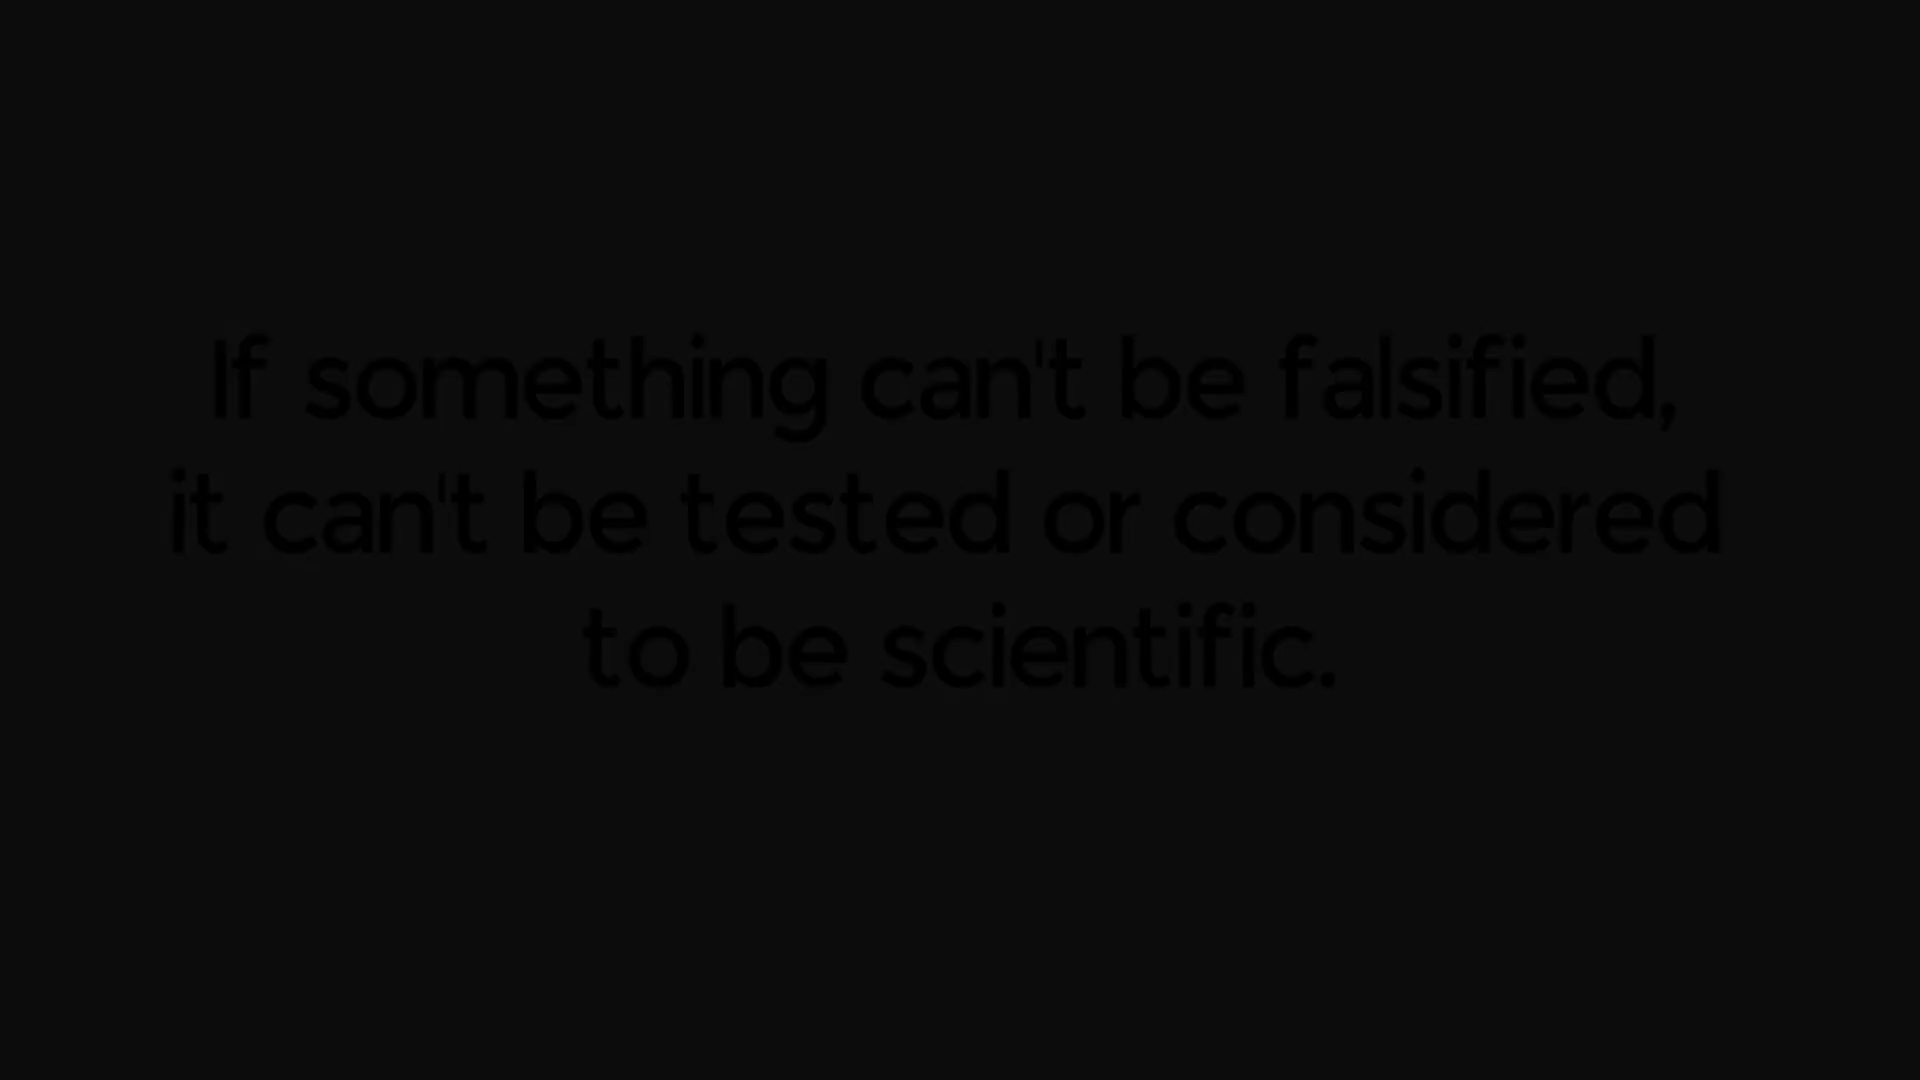 If something can't be falsified,
it can't be tested or considered
to be scientific.